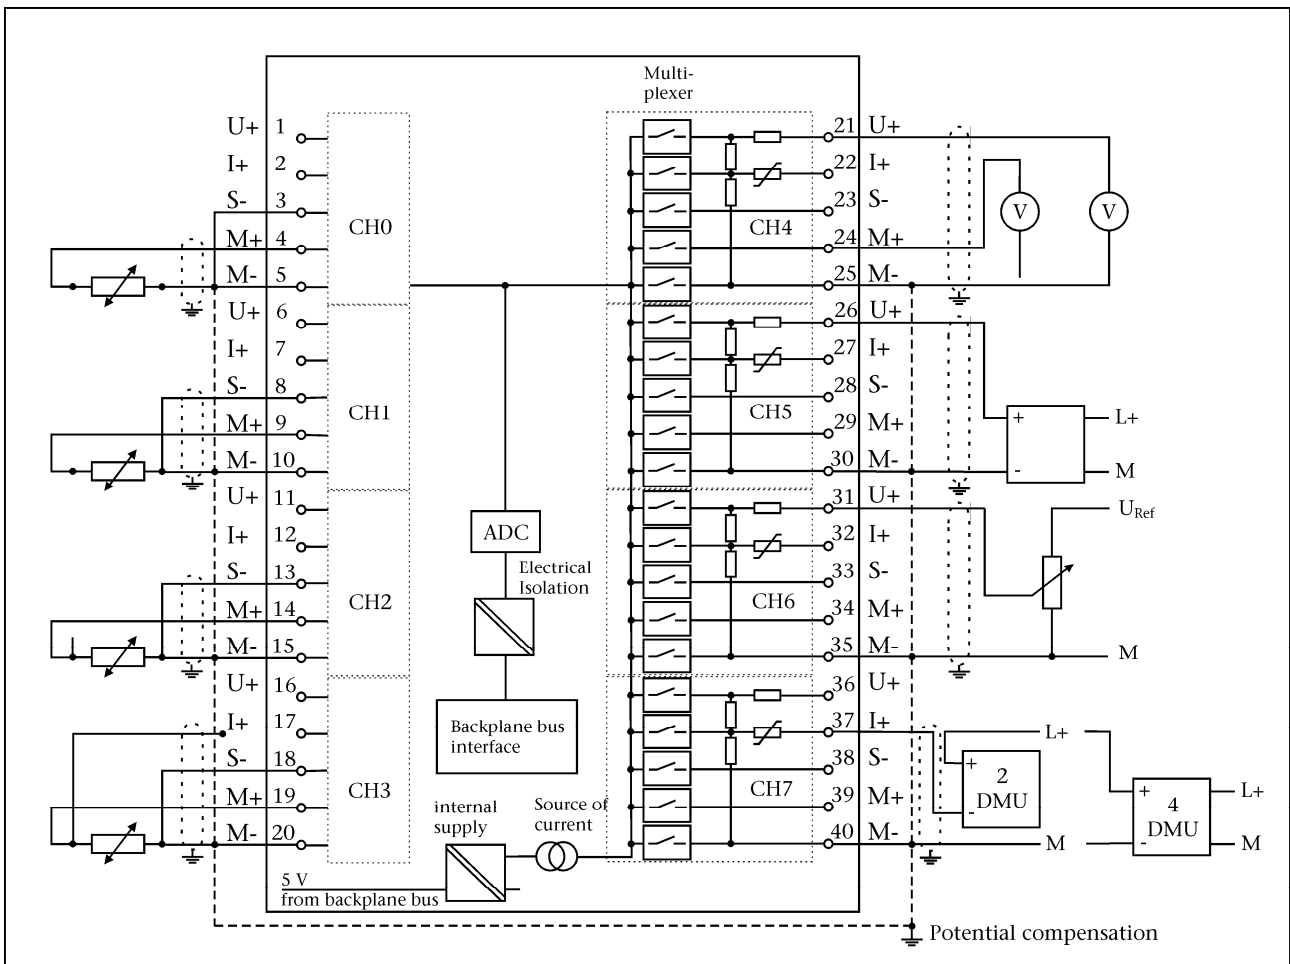 Multi-
plexer
U+ 1
I+ 2
S- 3
M+ 4
M- 5
CH0
U+ 6
I+ 7
S- 8
M+ 9
M- 10
CH1
U+ 11
I+ 12
S- 13
M+ 14
M- 15
CH2
U+ 16
I+ 17
S- 18
M+ 19
M- 20
CH3
ADC
Electrical
Isolation
Backplane bus
interface
internal
supply
Source of
current
5 V
from backplane bus
21 U+
22 I+
23 S-
24 M+
25 M-
CH4
V
V
26 U+
27 I+
28 S-
29 M+
30 M-
CH5
+
-
L+
M
31 U+
32 I+
33 S-
34 M+
35 M-
CH6
URef
M
36 U+
37 I+
38 S-
39 M+
40 M-
CH7
L+
+
-
2
DMU
M
+
-
4
DMU
L+
M
Potential compensation